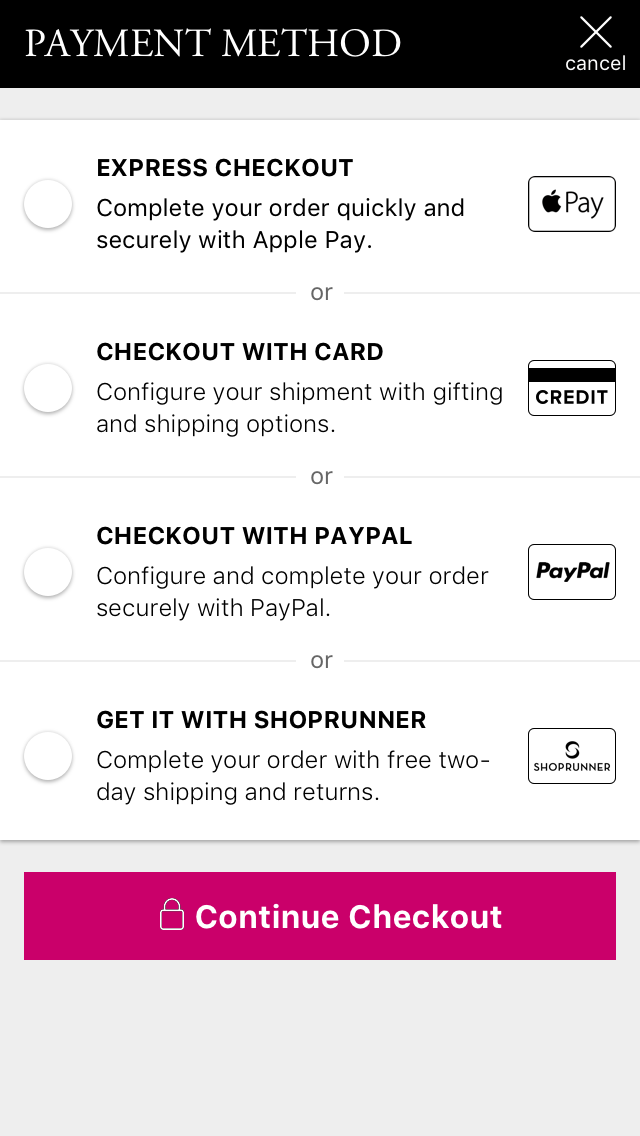 PAYMENT METHOD
cancel
EXPRESS CHECKOUT
Complete your order quickly and
securely with Apple Pay.
Pay
or
CHECKOUT WITH CARD
Configure your shipment with gifting
and shipping options.
CREDIT
or
CHECKOUT WITH PAYPAL
Configure and complete your order
securely with PayPal.
PayPal
or
GET IT WITH SHOPRUNNER
Complete your order with free two-
day shipping and returns.
SHOPRUNNER
Continue Checkout